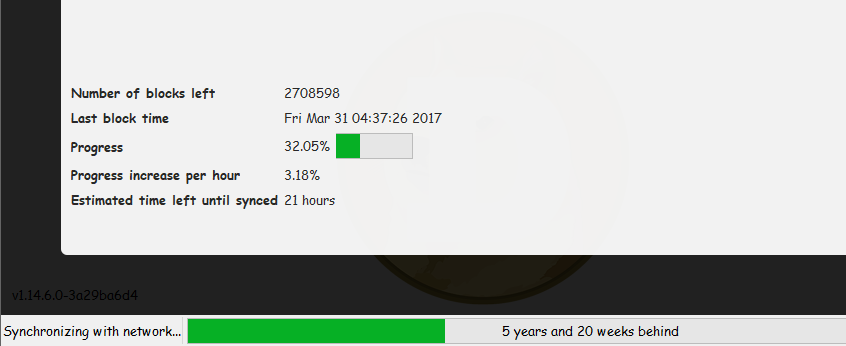 Number of blocks left 2708598
Last block time Fri Mar 31 04:37:26 2017
Progress 32.05%
Progress increase per hour 3.18%
Estimated time left until synced 21 hours
v1.14.6.0-3a29ba6d4
Synchronizing with network... 5 years and 20 weeks behind